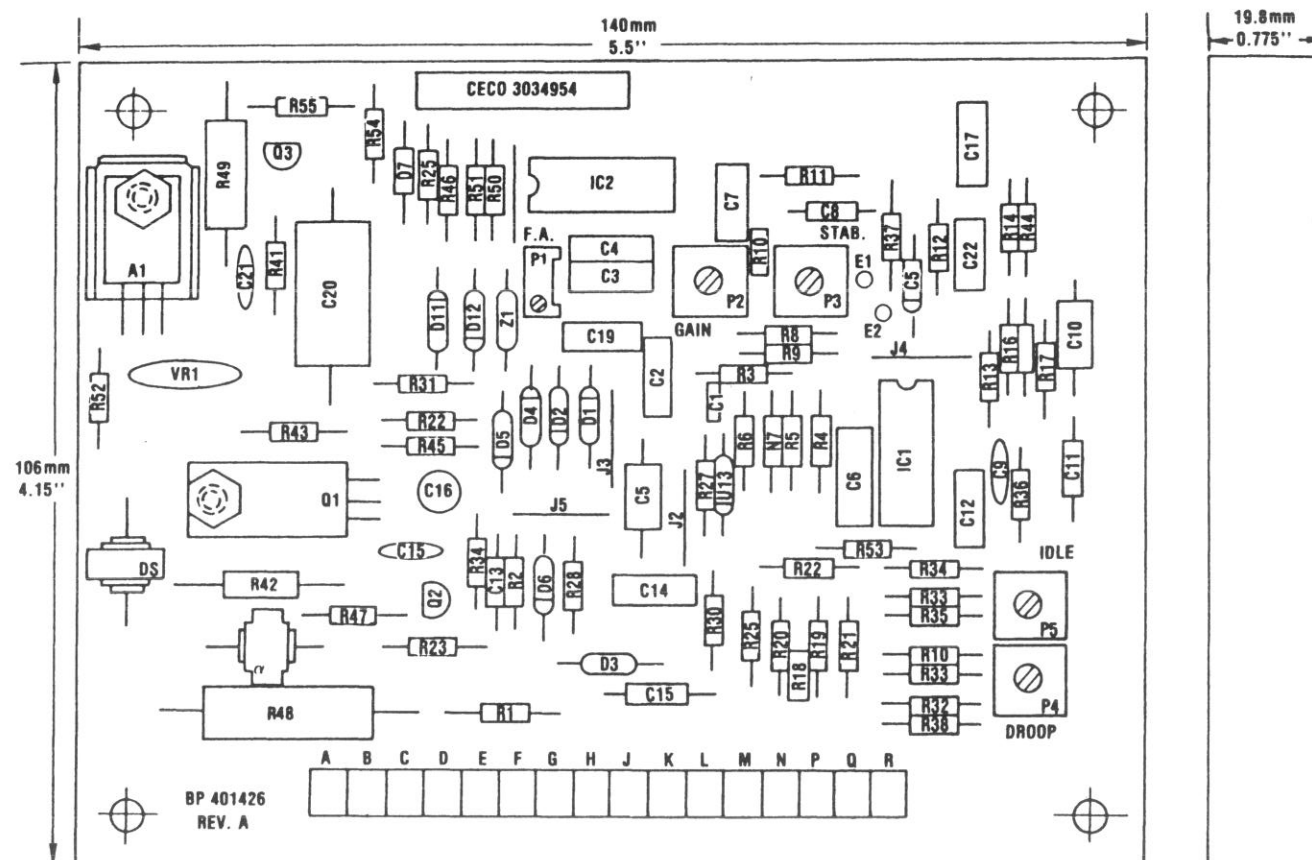 140mm
5.5''
19.8mm
0.775''
106mm
4.15''
CECO 3034954
R55
R54
Q3
R49
A1
C21
R41
C20
D7
R25
R46
R51
R50
IC2
F.A.
P1
C4
C3
C7
R10
R11
C8
STAB.
P2
GAIN
P3
R37
E1
E2
C5
R12
C17
C22
R14
R44
D11
D12
Z1
C19
C2
R8
R9
R3
J4
R13
R16
R17
C10
R52
VR1
R31
R22
R45
R43
D5
D4
D2
D1
J3
C1
R6
N7
R5
R4
C6
IC1
C9
R36
C11
C12
Q1
C16
J5
C5
J2
R27
U13
R53
IDLE
DS
C15
R34
C13
R2
D6
R28
C14
R22
R34
R42
Q2
R47
R23
R30
R25
R20
R18
R19
R21
R33
R35
P5
R10
R33
P4
R32
R38
DROOP
D3
C15
R48
R1
A B C D E F G H J K L M N P Q R
BP 401426
REV. A